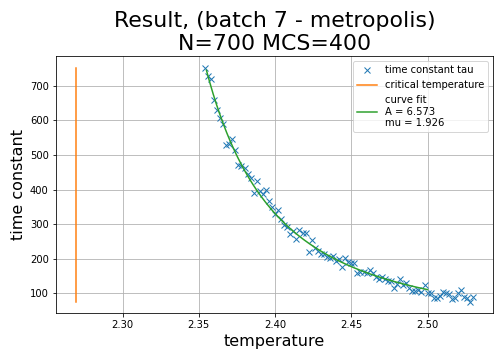 Result, (batch 7 - metropolis)
N=700 MCS=400
time constant tau
critical temperature
curve fit
A = 6.573
mu = 1.926
time constant
700
600
500
400
300
200
100
2.30
2.35
2.40
2.45
2.50
temperature